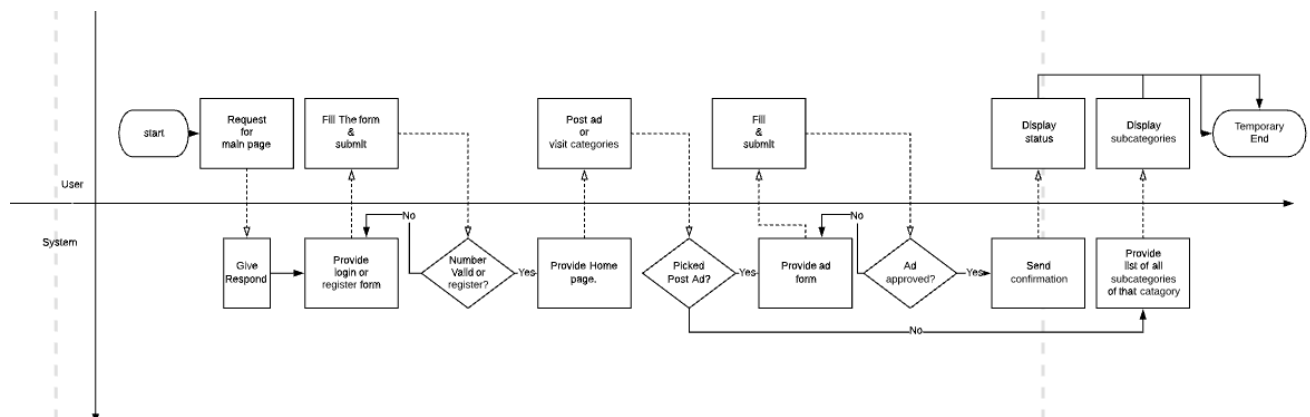 start
Request
for
main page
Fill The form
&
submit
Post ad
or
visit categories
Fill
&
submit
Display
status
Display
subcategories
Temporary
End
User
System
Give
Respond
Provide
login or
register form
No
Number
Valid or
register?
Yes
Provide Home
page.
Picked
Post Ad?
Yes
Provide ad
form
No
Ad
approved?
Yes
Send
confirmation
Provide
list of all
subcategories
of that catagory
No